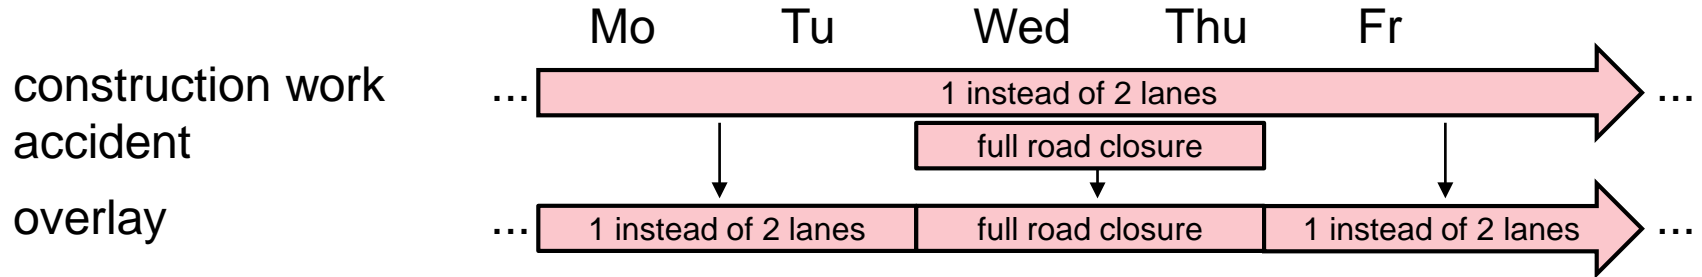 Mo Tu Wed Thu Fr
construction work ... 1 instead of 2 lanes ...
accident full road closure
overlay ... 1 instead of 2 lanes full road closure 1 instead of 2 lanes ...